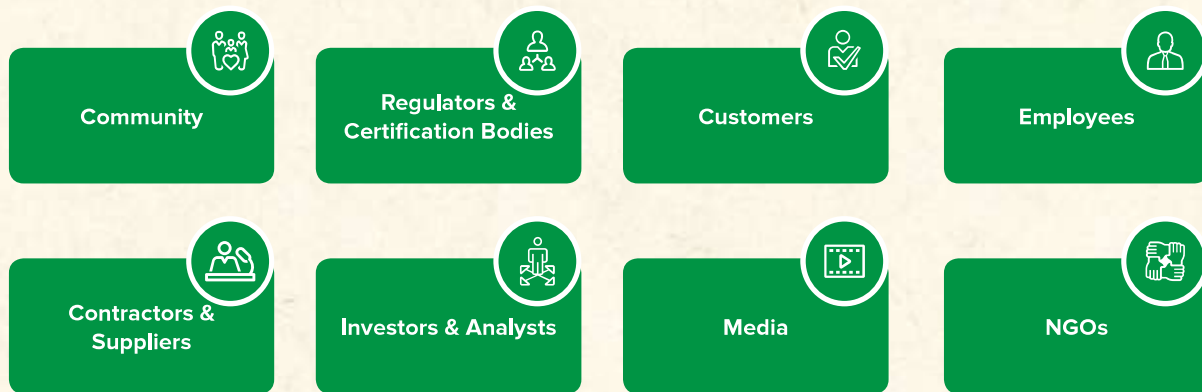 Community
Regulators &
Certification Bodies
Customers
Employees
Contractors &
Suppliers
Investors & Analysts
Media
NGOs